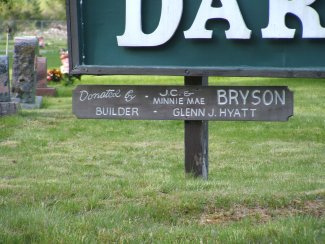 DAR
Donated by - J.C. & MINNIE MAE BRYSON
BUILDER - GLENN J. HYATT